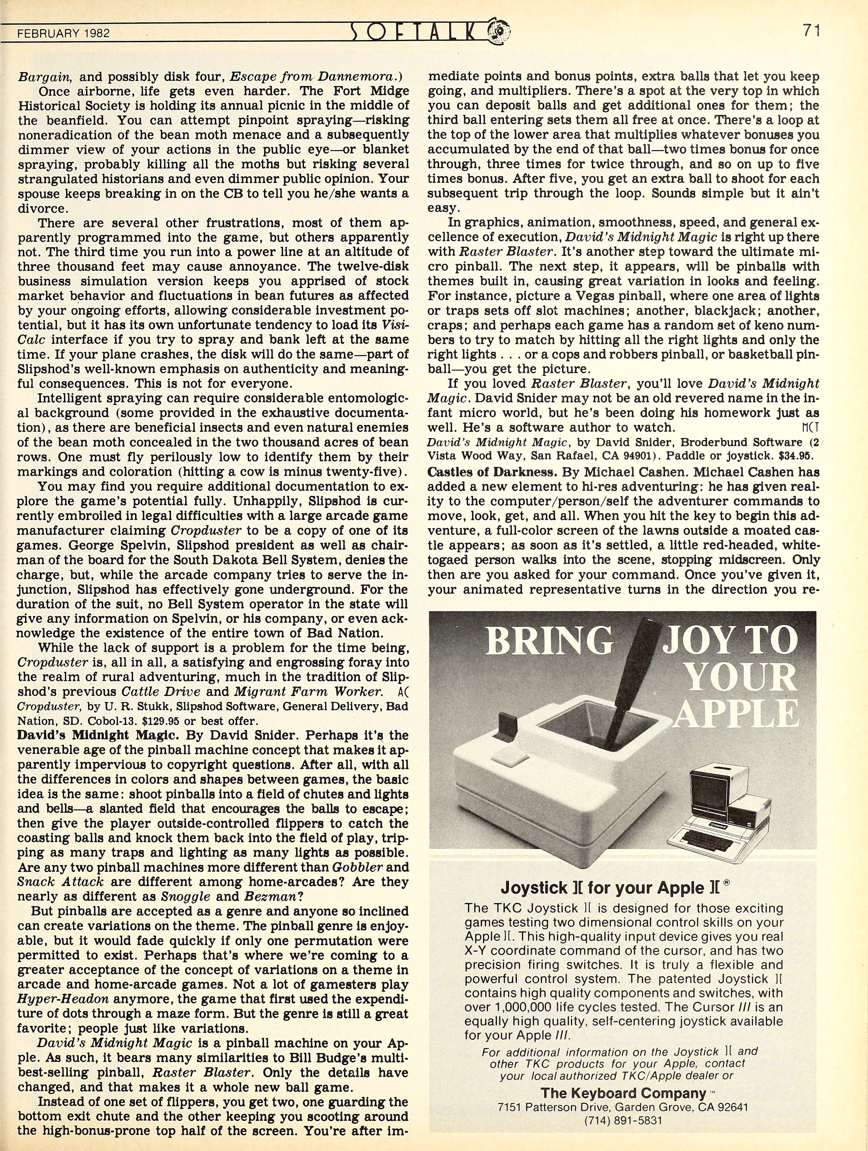 FEBRUARY 1982
SOFTALK
71
Bargain, and possibly disk four, Escape from Dannemora.)
Once airborne, life gets even harder. The Fort Midge
Historical Society is holding its annual picnic in the middle of
the beanfield. You can attempt pinpoint spraying—risking
noneradication of the bean moth menace and a subsequently
dimmer view of your actions in the public eye—or blanket
spraying, probably killing all the moths but risking several
strangulated historians and even dimmer public opinion. Your
spouse keeps breaking in on the CB to tell you he/she wants a
divorce.
There are several other frustrations, most of them ap-
parently programmed into the game, but others apparently
not. The third time you run into a power line at an altitude of
three thousand feet may cause annoyance. The twelve-disk
business simulation version keeps you apprised of stock
market behavior and fluctuations in bean futures as affected
by your ongoing efforts, allowing considerable investment po-
tential, but it has its own unfortunate tendency to load its Visi-
Calc interface if you try to spray and bank left at the same
time. If your plane crashes, the disk will do the same—part of
Slipshod's well-known emphasis on authenticity and meaning-
ful consequences. This is not for everyone.
Intelligent spraying can require considerable entomologic-
al background (some provided in the exhaustive documenta-
tion), as there are beneficial insects and even natural enemies
of the bean moth concealed in the two thousand acres of bean
rows. One must fly perilously low to identify them by their
markings and coloration (hitting a cow is minus twenty-five).
You may find you require additional documentation to ex-
plore the game's potential fully. Unhappily, Slipshod is cur-
rently embroiled in legal difficulties with a large arcade game
manufacturer claiming Cropduster to be a copy of one of its
games. George Spelvin, Slipshod president as well as chair-
man of the board for the South Dakota Bell System, denies the
charge, but, while the arcade company tries to serve the in-
junction, Slipshod has effectively gone underground. For the
duration of the suit, no Bell System operator in the state will
give any information on Spelvin, or his company, or even ack-
nowledge the existence of the entire town of Bad Nation.
While the lack of support is a problem for the time being,
Cropduster is, all in all, a satisfying and engrossing foray into
the realm of rural adventuring, much in the tradition of Slip-
shod's previous Cattle Drive and Migrant Farm Worker. AC
Cropduster, by U. R. Stukk, Slipshod Software, General Delivery, Bad
Nation, SD. Cobol-13. $129.95 or best offer.
David's Midnight Magic. By David Snider. Perhaps it's the
venerable age of the pinball machine concept that makes it ap-
parently impervious to copyright questions. After all, with all
the differences in colors and shapes between games, the basic
idea is the same: shoot pinballs into a field of chutes and lights
and bells—a slanted field that encourages the balls to escape;
then give the player outside-controlled flippers to catch the
coasting balls and knock them back into the field of play, trip-
ping as many traps and lighting as many lights as possible.
Are any two pinball machines more different than Gobbler and
Snack Attack are different among home-arcades? Are they
nearly as different as Snoggle and Bezman?
But pinballs are accepted as a genre and anyone so inclined
can create variations on the theme. The pinball genre is enjoy-
able, but it would fade quickly if only one permutation were
permitted to exist. Perhaps that's where we're coming to a
greater acceptance of the concept of variations on a theme in
arcade and home-arcade games. Not a lot of gamesters play
Hyper-Headon anymore, the game that first used the expendi-
ture of dots through a maze form. But the genre is still a great
favorite; people just like variations.
David's Midnight Magic is a pinball machine on your Ap-
ple. As such, it bears many similarities to Bill Budge's multi-
best-selling pinball, Raster Blaster. Only the details have
changed, and that makes it a whole new ball game.
Instead of one set of flippers, you get two, one guarding the
bottom exit chute and the other keeping you scooting around
the high-bonus-prone top half of the screen. You're after im-
mediate points and bonus points, extra balls that let you keep
going, and multipliers. There's a spot at the very top in which
you can deposit balls and get additional ones for them; the
third ball entering sets them all free at once. There's a loop at
the top of the lower area that multiplies whatever bonuses you
accumulated by the end of that ball—two times bonus for once
through, three times for twice through, and so on up to five
times bonus. After five, you get an extra ball to shoot for each
subsequent trip through the loop. Sounds simple but it ain't
easy.
In graphics, animation, smoothness, speed, and general ex-
cellence of execution, David's Midnight Magic is right up there
with Raster Blaster. It's another step toward the ultimate mi-
cro pinball. The next step, it appears, will be pinballs with
themes built in, causing great variation in looks and feeling.
For instance, picture a Vegas pinball, where one area of lights
or traps sets off slot machines; another, blackjack; another,
craps; and perhaps each game has a random set of keno num-
bers to try to match by hitting all the right lights and only the
right lights . . . or a cops and robbers pinball, or basketball pin-
ball—you get the picture.
If you loved Raster Blaster, you'll love David's Midnight
Magic. David Snider may not be an old revered name in the in-
fant micro world, but he's been doing his homework just as
well. He's a software author to watch. MCT
David's Midnight Magic, by David Snider, Broderbund Software (2
Vista Wood Way, San Rafael, CA 94901). Paddle or joystick. $34.95.
Castles of Darkness. By Michael Cashen. Michael Cashen has
added a new element to hi-res adventuring: he has given real-
ity to the computer/person/self the adventurer commands to
move, look, get, and all. When you hit the key to begin this ad-
venture, a full-color screen of the lawns outside a moated cas-
tle appears; as soon as it's settled, a little red-headed, white-
togaed person walks into the scene, stopping midscreen. Only
then are you asked for your command. Once you've given it,
your animated representative turns in the direction you re-
BRING JOY TO
YOUR
APPLE
Joystick ][ for your Apple ][ ®
The TKC Joystick ][ is designed for those exciting
games testing two dimensional control skills on your
Apple ][. This high-quality input device gives you real
X-Y coordinate command of the cursor, and has two
precision firing switches. It is truly a flexible and
powerful control system. The patented Joystick ][
contains high quality components and switches, with
over 1,000,000 life cycles tested. The Cursor /// is an
equally high quality, self-centering joystick available
for your Apple ///.
For additional information on the Joystick ][ and
other TKC products for your Apple, contact
your local authorized TKC/Apple dealer or
The Keyboard Company™
7151 Patterson Drive, Garden Grove, CA 92641
(714) 891-5831